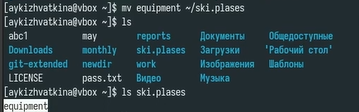 [aykizhvatkina@vbox ~]$ mv equipment ~/ski.plases
[aykizhvatkina@vbox ~]$ ls
abc1 may reports Документы Общедоступные
Downloads monthly ski.plases Загрузки 'Рабочий стол'
git-extended newdir work Изображения Шаблоны
LICENSE pass.txt Видео Музыка
[aykizhvatkina@vbox ~]$ ls ski.plases
equipment